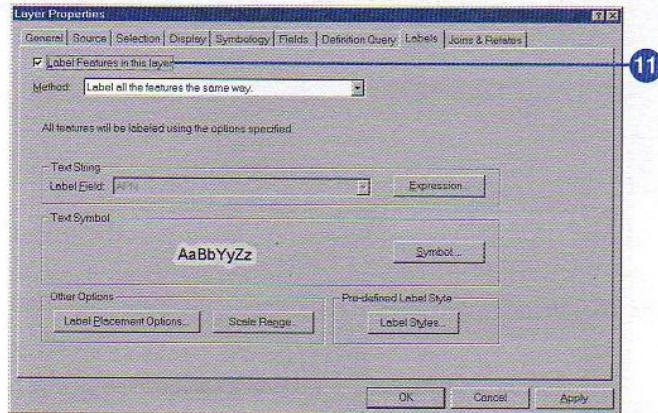 Layer Properties
General Source Selection Display Symbology Fields Definition Query Labels Joins & Relates
Label Features in this layer
11
Method: Label all the features the same way.
All features will be labeled using the options specified
Text String
Label Field: APN Expression...
Text Symbol
AaBbYyZz Symbol...
Other Options Pre-defined Label Style
Label Placement Options... Scale Range... Label Styles...
OK Cancel Apply